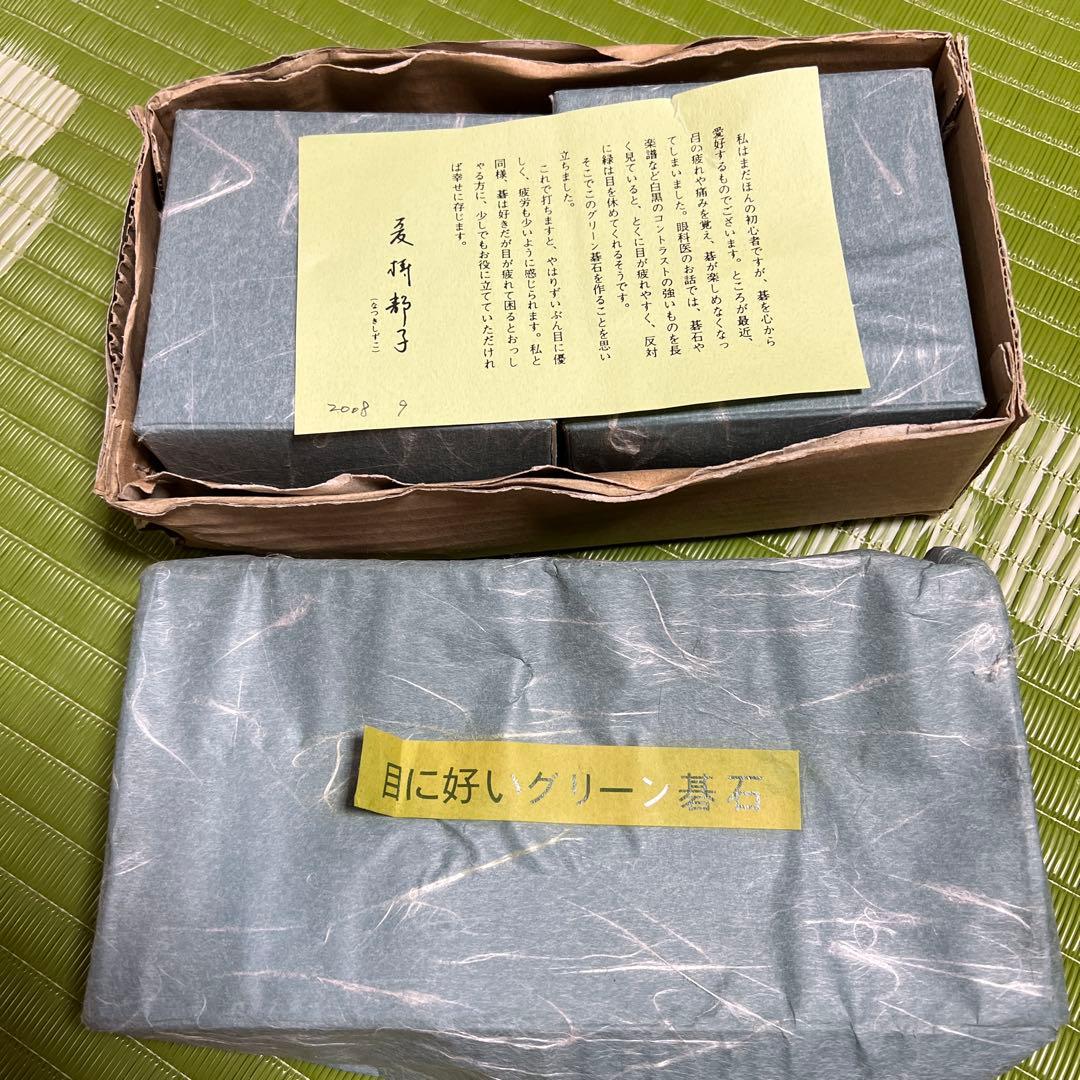 私はまだほんの初心者ですが、碁を心から
愛好するものでございます。ところが最近、
目の疲れや痛みを覚え、碁が楽しめなくなっ
てしまいました。眼科医のお話では、碁石や
楽譜など白黒のコントラストの強いものを長
く見ていると、とくに目が疲れやすく、反対
に緑は目を休めてくれるそうです。
そこでこのグリーン碁石を作ることを思い
立ちました。
これで打ちますと、やはりずいぶん目に優
しく、疲労も少いように感じられます。私と
同様、碁は好きだが目が疲れて困るとおっし
ゃる方に、少しでもお役に立てていただけれ
ば幸せに存じます。
夏樹静子
(なつきしずこ)
2008 9
目に好いグリーン碁石